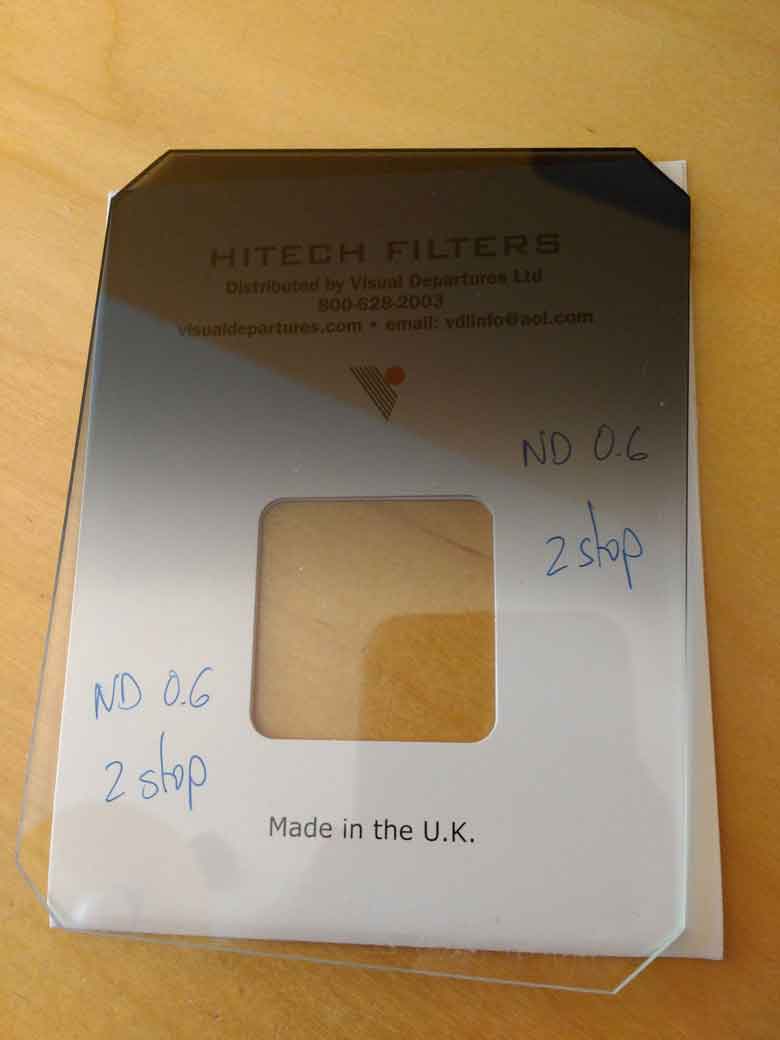 HITECH FILTERS
Distributed by Visual Departures Ltd
800-628-2003
visualdepartures.com • email: vdlinfo@aol.com
ND 0.6
2 stop
ND 0.6
2 stop
Made in the U.K.